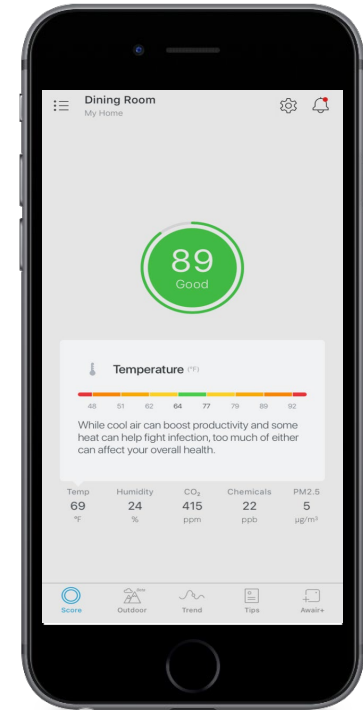 Dining Room
My Home
89
Good
Temperature (°F)
48 51 62 64 77 79 89 92
While cool air can boost productivity and some
heat can help fight infection, too much of either
can affect your overall health.
Temp Humidity CO₂ Chemicals PM2.5
69 24 415 22 5
°F % ppm ppb μg/m³
Beta
Score Outdoor Trend Tips Awair+